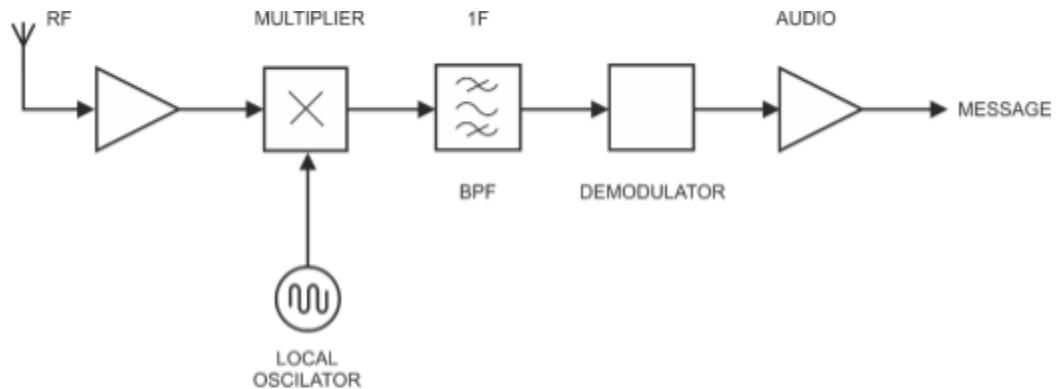 RF
MULTIPLIER
1F
AUDIO
MESSAGE
BPF
DEMODULATOR
LOCAL
OSCILATOR